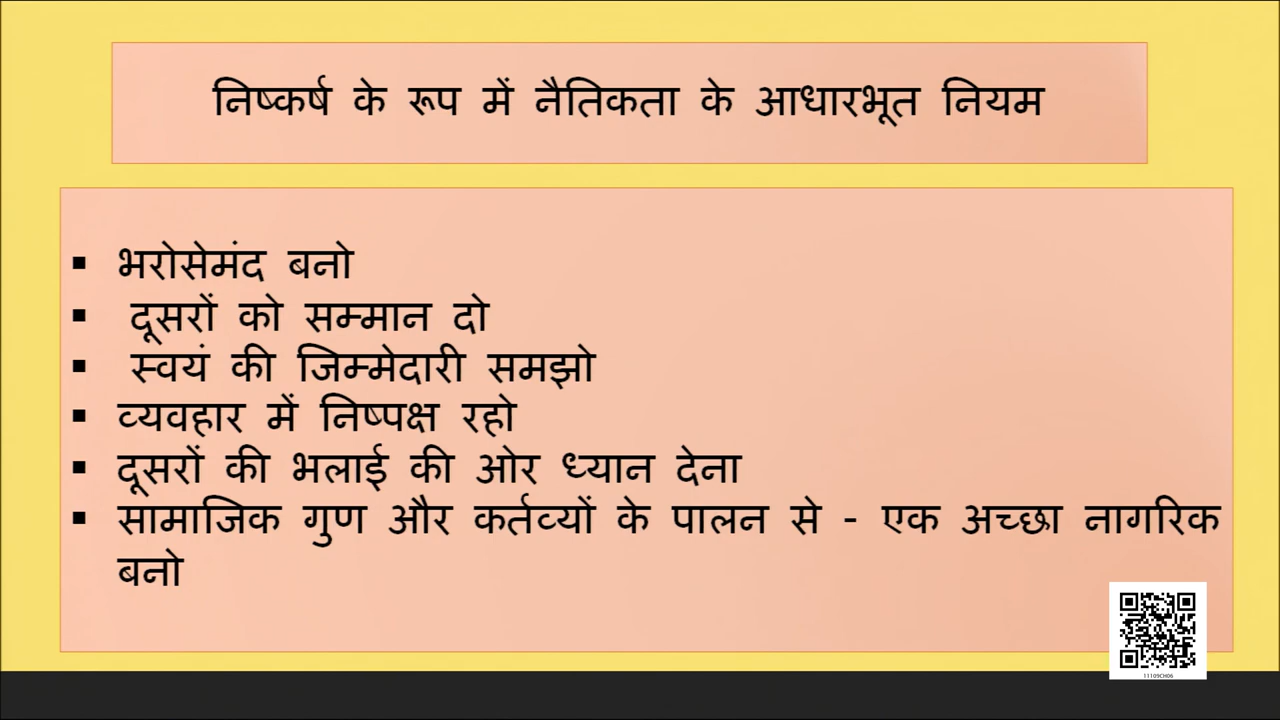 निष्कर्ष के रूप में नैतिकता के आधारभूत नियम
▪ भरोसेमंद बनो
▪ दूसरों को सम्मान दो
▪ स्वयं की जिम्मेदारी समझो
▪ व्यवहार में निष्पक्ष रहो
▪ दूसरों की भलाई की ओर ध्यान देना
▪ सामाजिक गुण और कर्तव्यों के पालन से - एक अच्छा नागरिक
बनो
11109CH06